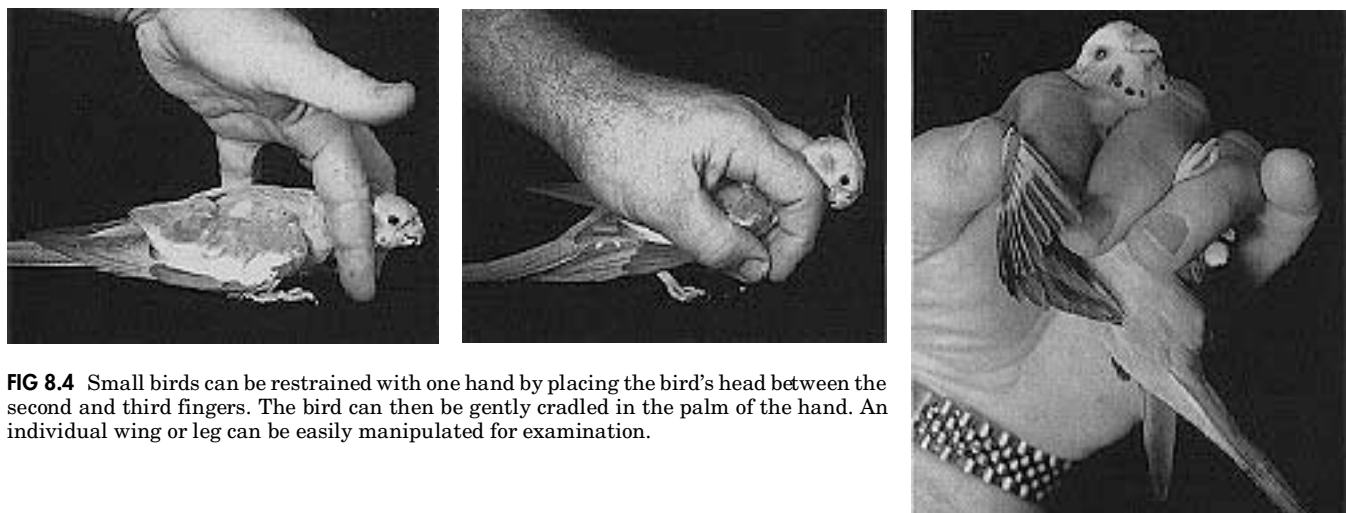 FIG 8.4 Small birds can be restrained with one hand by placing the bird's head between the
second and third fingers. The bird can then be gently cradled in the palm of the hand. An
individual wing or leg can be easily manipulated for examination.